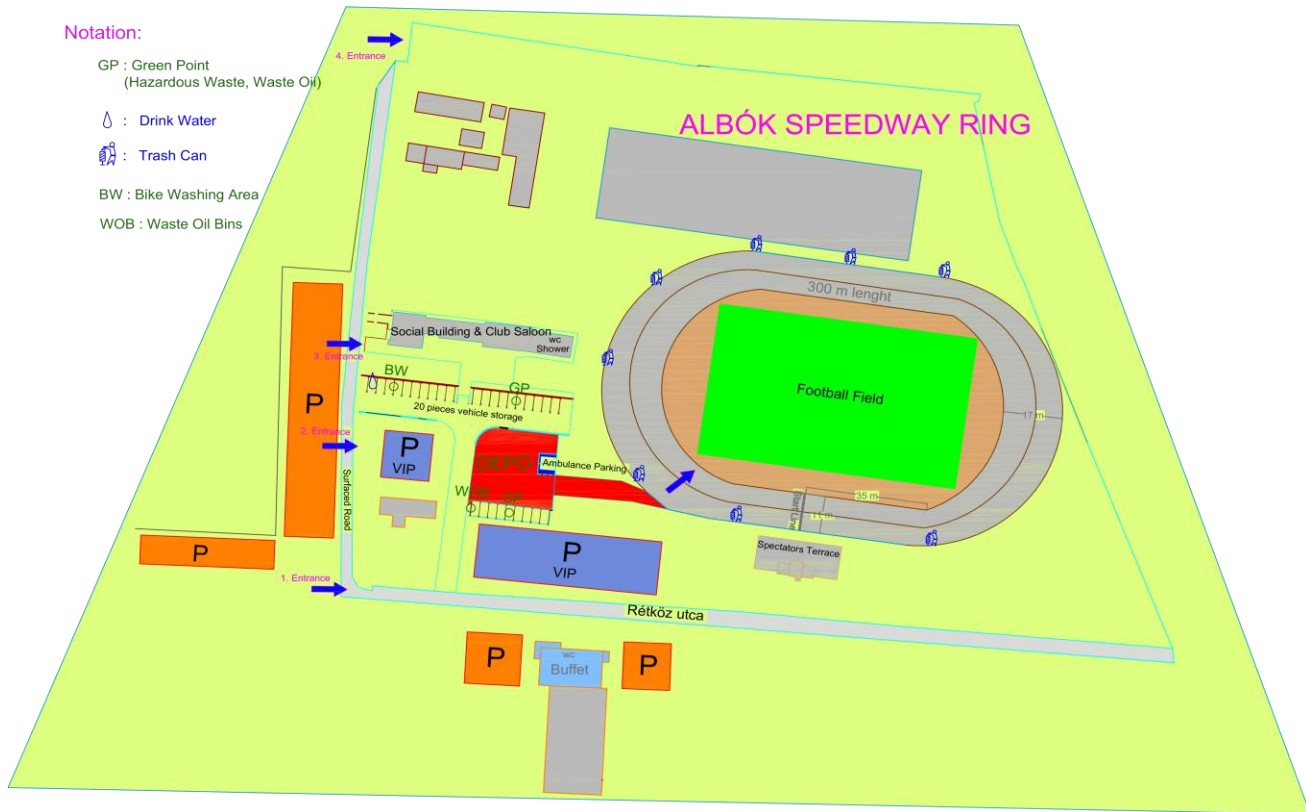 Notation:
GP : Green Point
(Hazardous Waste, Waste Oil)
: Drink Water
: Trash Can
BW : Bike Washing Area
WOB : Waste Oil Bins
4. Entrance
ALBÓK SPEEDWAY RING
300 m lenght
Social Building & Club Saloon
wc
Shower
3. Entrance
BW
GP
20 pieces vehicle storage
Football Field
17 m
P
2. Entrance
P
VIP
DEPO
Ambulance Parking
Surfaced Road
WOB
GP
35 m
Start Line
11 m
P
P
VIP
Spectators Terrace
1. Entrance
Rétköz utca
P
wc
Buffet
P